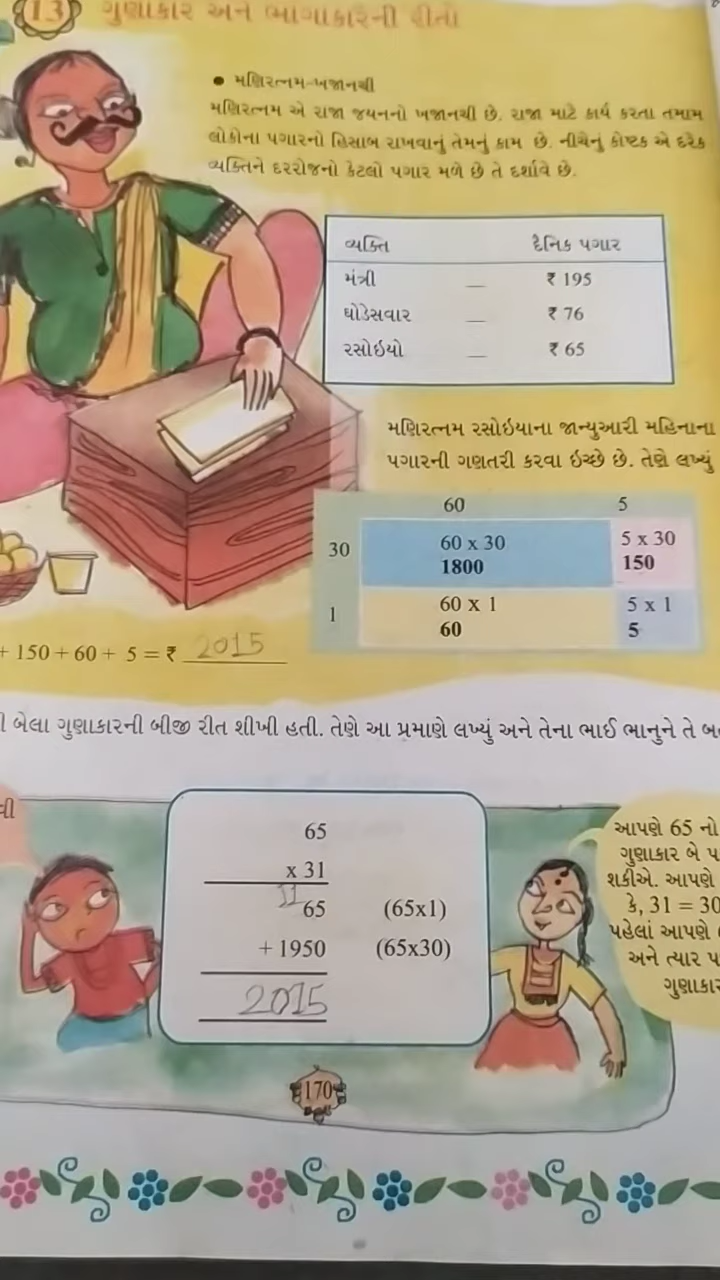 13 ગુણાકાર અને ભાગાકારની રીતો
● મણિરત્નમ-ખજાનચી
મણિરત્નમ એ રાજા જયનનો ખજાનચી છે. રાજા માટે કાર્ય કરતા તમામ
લોકોના પગારનો હિસાબ રાખવાનું તેમનું કામ છે. નીચેનું કોષ્ટક એ દરેક
વ્યક્તિને દરરોજનો કેટલો પગાર મળે છે તે દર્શાવે છે.
વ્યક્તિ દૈનિક પગાર
મંત્રી — ₹ 195
ઘોડેસવાર — ₹ 76
રસોઇયો — ₹ 65
મણિરત્નમ રસોઇયાના જાન્યુઆરી મહિનાના
પગારની ગણતરી કરવા ઇચ્છે છે. તેણે લખ્યું
60 5
30 60 x 30 5 x 30
1800 150
1 60 x 1 5 x 1
60 5
+ 150 + 60 + 5 = ₹ 2015
બેલા ગુણાકારની બીજી રીત શીખી હતી. તેણે આ પ્રમાણે લખ્યું અને તેના ભાઈ ભાનુને તે
65
x 31
65 (65x1)
+ 1950 (65x30)
2015
આપણે 65 નો
ગુણાકાર બે
શકીએ. આપણે
કે, 31 = 30
પહેલાં આપણે
અને ત્યાર
170